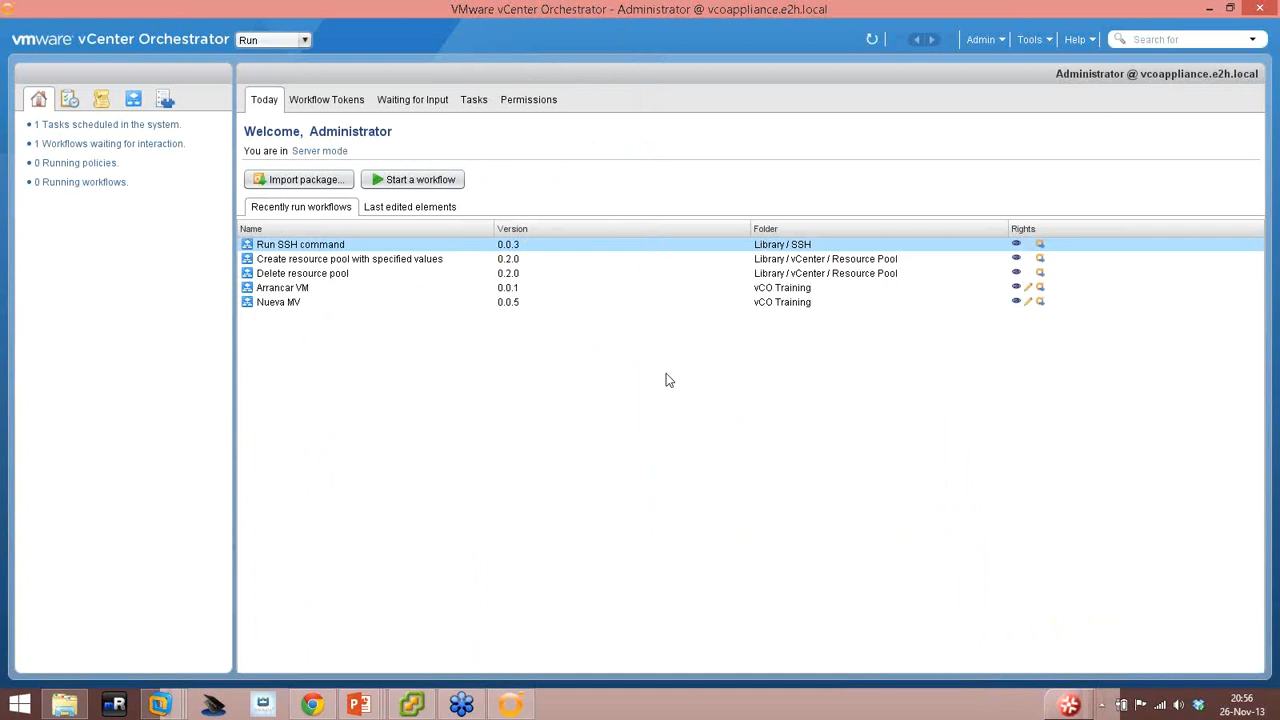 VMware vCenter Orchestrator - Administrator @ vcoappliance.e2h.local
vmware vCenter Orchestrator Run Admin Tools Help Search for
Administrator @ vcoappliance.e2h.local
Today Workflow Tokens Waiting for Input Tasks Permissions
1 Tasks scheduled in the system.
1 Workflows waiting for interaction.
0 Running policies.
0 Running workflows.
Welcome, Administrator
You are in Server mode
Import package... Start a workflow
Recently run workflows Last edited elements
Name Version Folder Rights
Run SSH command 0.0.3 Library / SSH
Create resource pool with specified values 0.2.0 Library / vCenter / Resource Pool
Delete resource pool 0.2.0 Library / vCenter / Resource Pool
Arrancar VM 0.0.1 vCO Training
Nueva MV 0.0.5 vCO Training
20:56
26-Nov-13